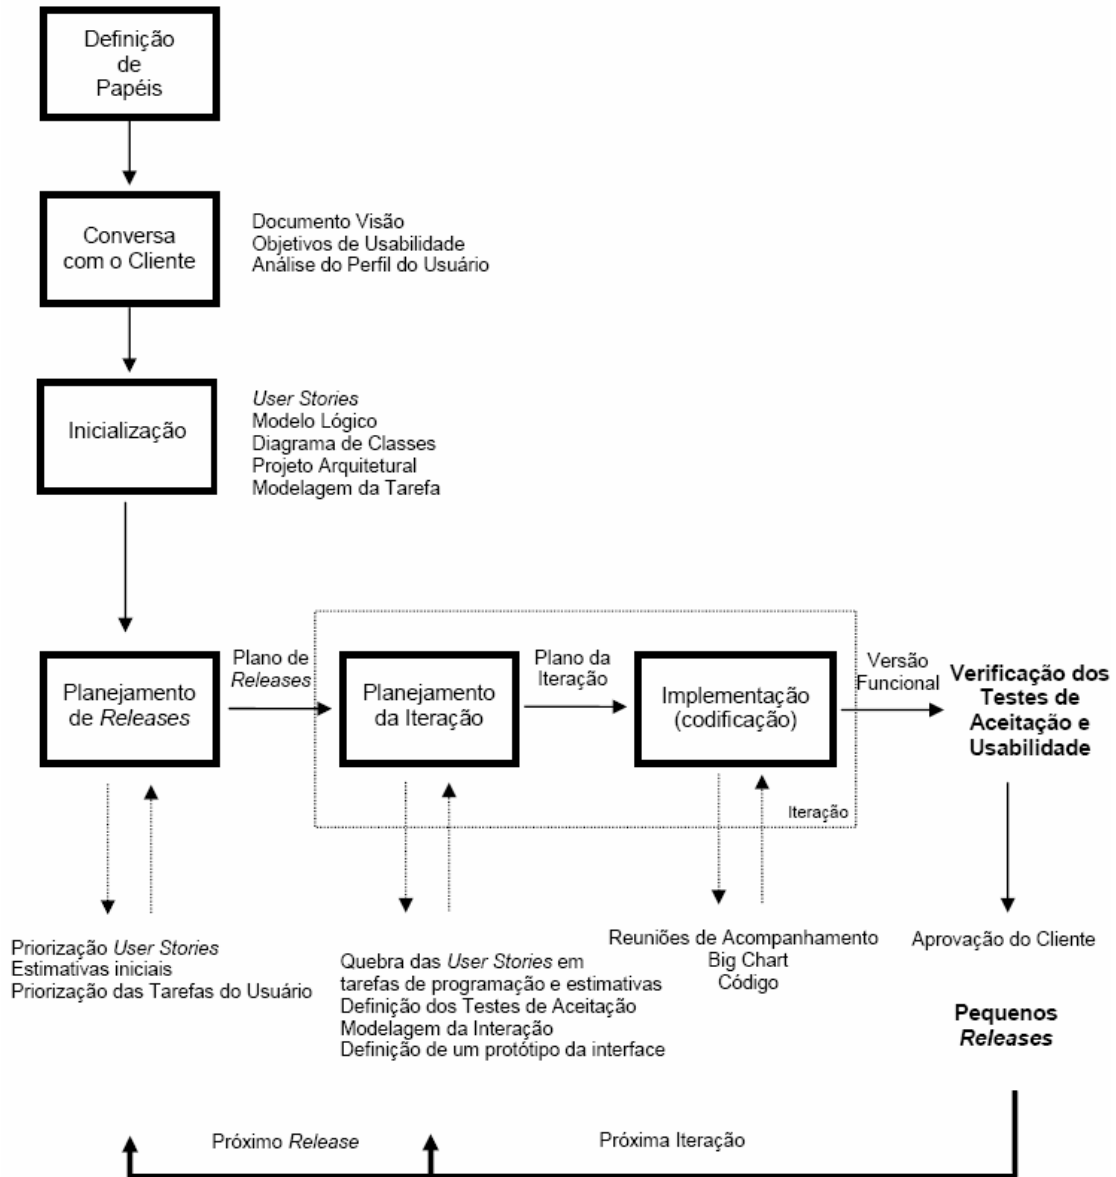 Definição
de
Papéis
Conversa
com o Cliente
Documento Visão
Objetivos de Usabilidade
Análise do Perfil do Usuário
Inicialização
User Stories
Modelo Lógico
Diagrama de Classes
Projeto Arquitetural
Modelagem da Tarefa
Planejamento
de Releases
Plano de
Releases
Planejamento
da Iteração
Plano da
Iteração
Implementação
(codificação)
Iteração
Versão
Funcional
Verificação dos
Testes de
Aceitação e
Usabilidade
Priorização User Stories
Estimativas iniciais
Priorização das Tarefas do Usuário
Quebra das User Stories em
tarefas de programação e estimativas
Definição dos Testes de Aceitação
Modelagem da Interação
Definição de um protótipo da interface
Reuniões de Acompanhamento
Big Chart
Código
Aprovação do Cliente
Pequenos
Releases
Próximo Release
Próxima Iteração